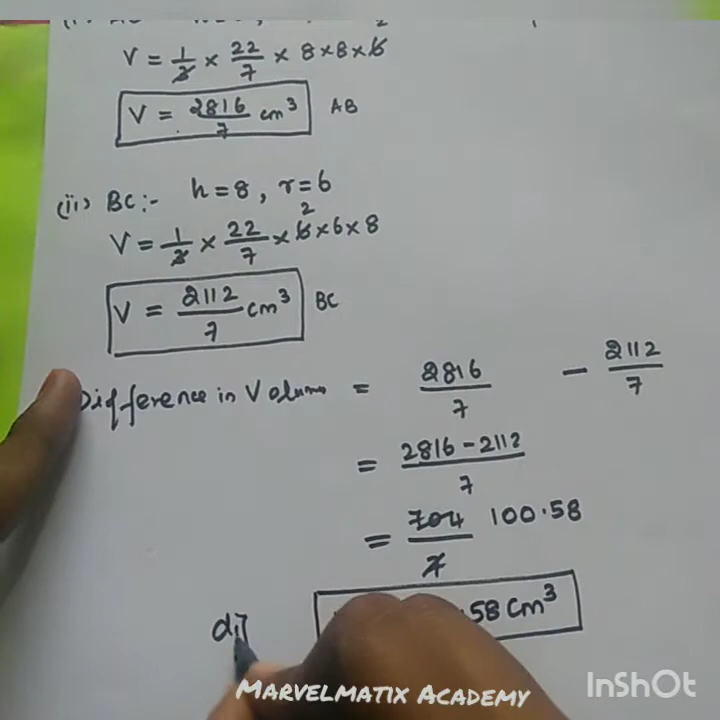 V = 1/3 × 22/7 × 8×8×6
V = 2816/7 cm³ AB
(ii) BC:- h=8, r=6
2
V = 1/3 × 22/7 × 6×6×8
V = 2112/7 cm³ BC
Difference in Volume = 2816/7 − 2112/7
= 2816−2112/7
= 704/7 100.58
.58 cm³
MARVELMATIX ACADEMY
InShOt